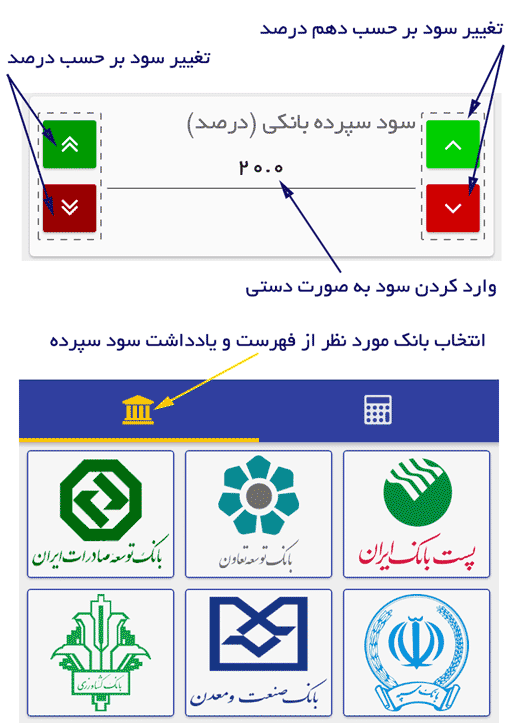 تغییر سود بر حسب دهم درصد
تغییر سود بر حسب درصد
سود سپرده بانکی (درصد)
۲۰.۰
وارد کردن سود به صورت دستی
انتخاب بانک مورد نظر از فهرست و یادداشت سود سپرده
پست بانک ایران
بانک توسعه تعاون
بانک توسعه صادرات ایران
بانک سپه
بانک صنعت و معدن
بانک کشاورزی